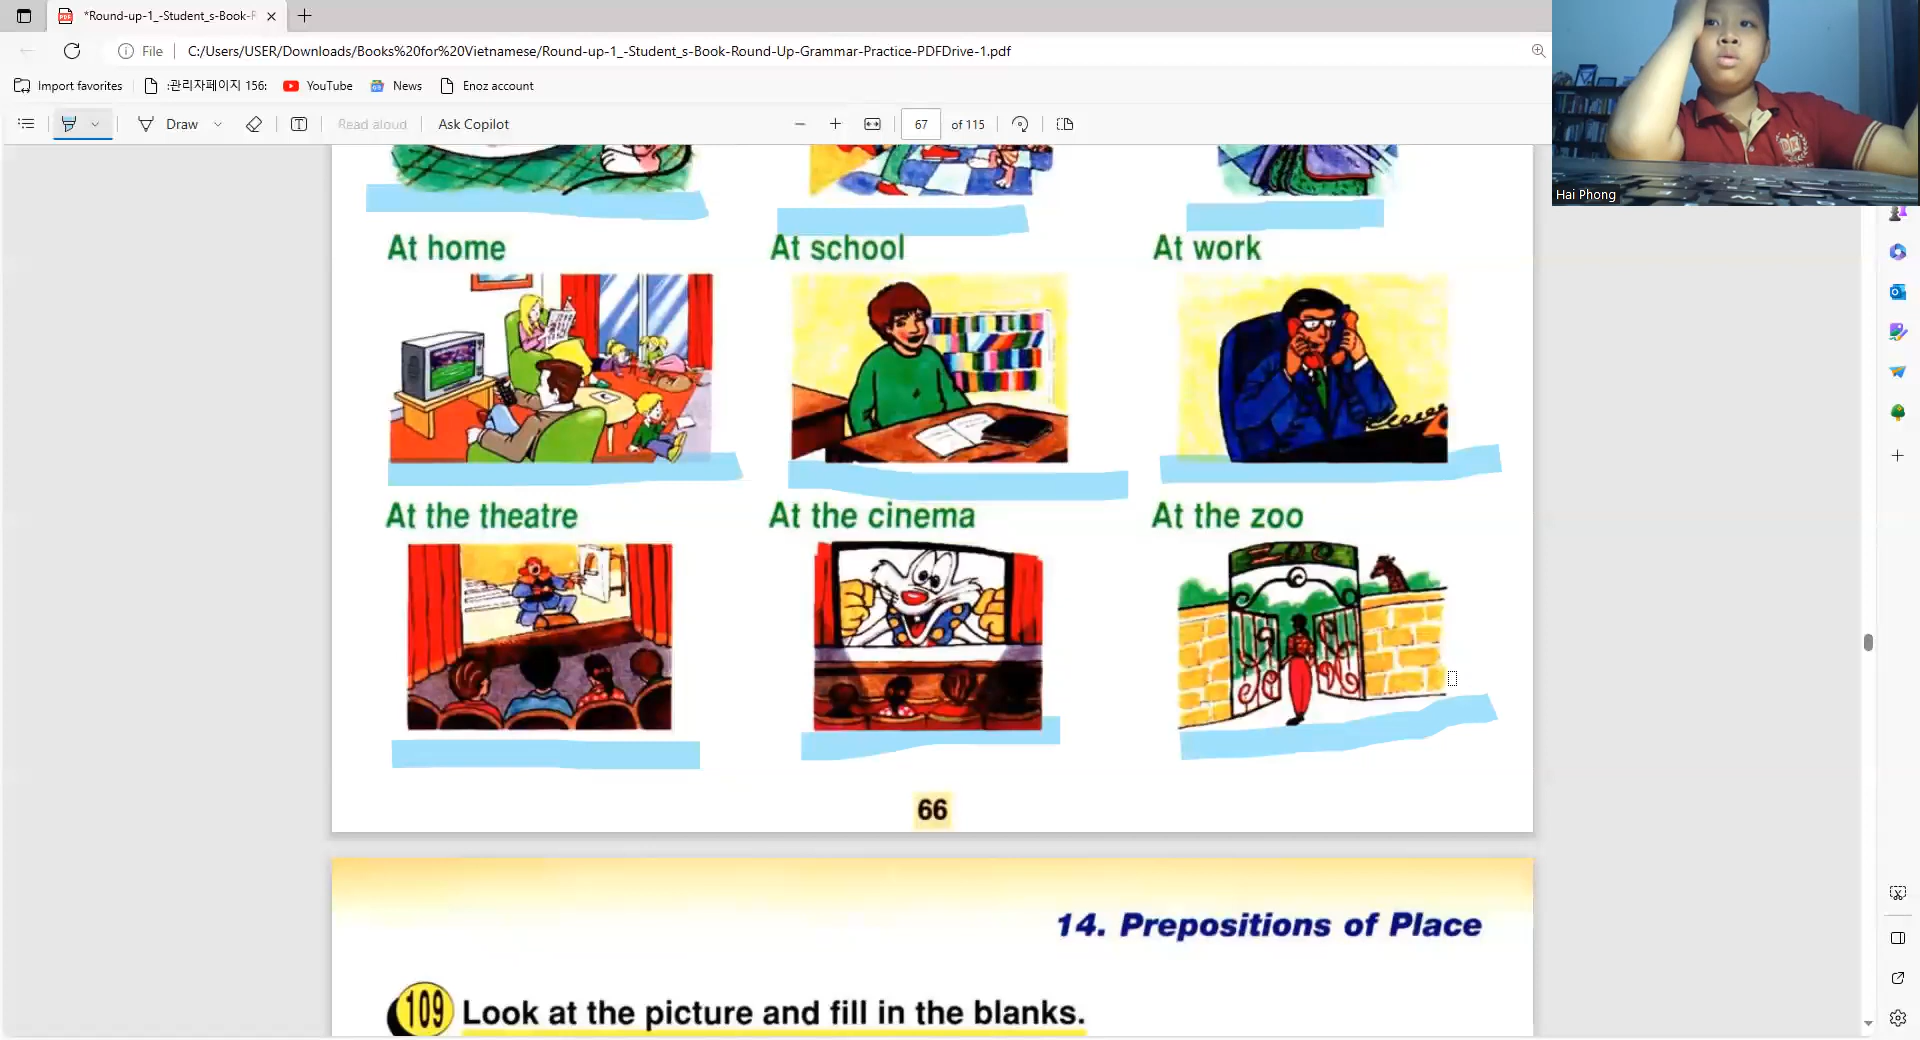 *Round-up-1_-Student_s-Book-R
File
C:/Users/USER/Downloads/Books%20for%20Vietnamese/Round-up-1_-Student_s-Book-Round-Up-Grammar-Practice-PDFDrive-1.pdf
Import favorites
:관리자페이지 156:
YouTube
News
Enoz account
Draw
Read aloud
Ask Copilot
67
of 115
Hai Phong
At home
At school
At work
At the theatre
At the cinema
At the zoo
ZOO
66
14. Prepositions of Place
109
Look at the picture and fill in the blanks.